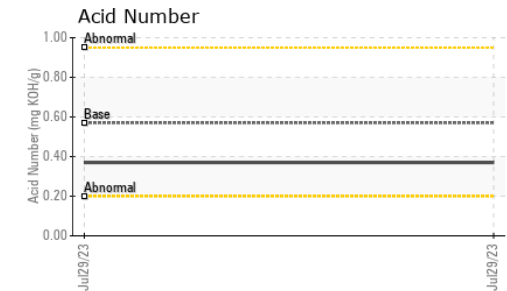 Acid Number
Acid Number (mg KOH/g)
1.00
0.80
0.60
0.40
0.20
0.00
Abnormal
Base
Abnormal
Jul29/23
Jul29/23